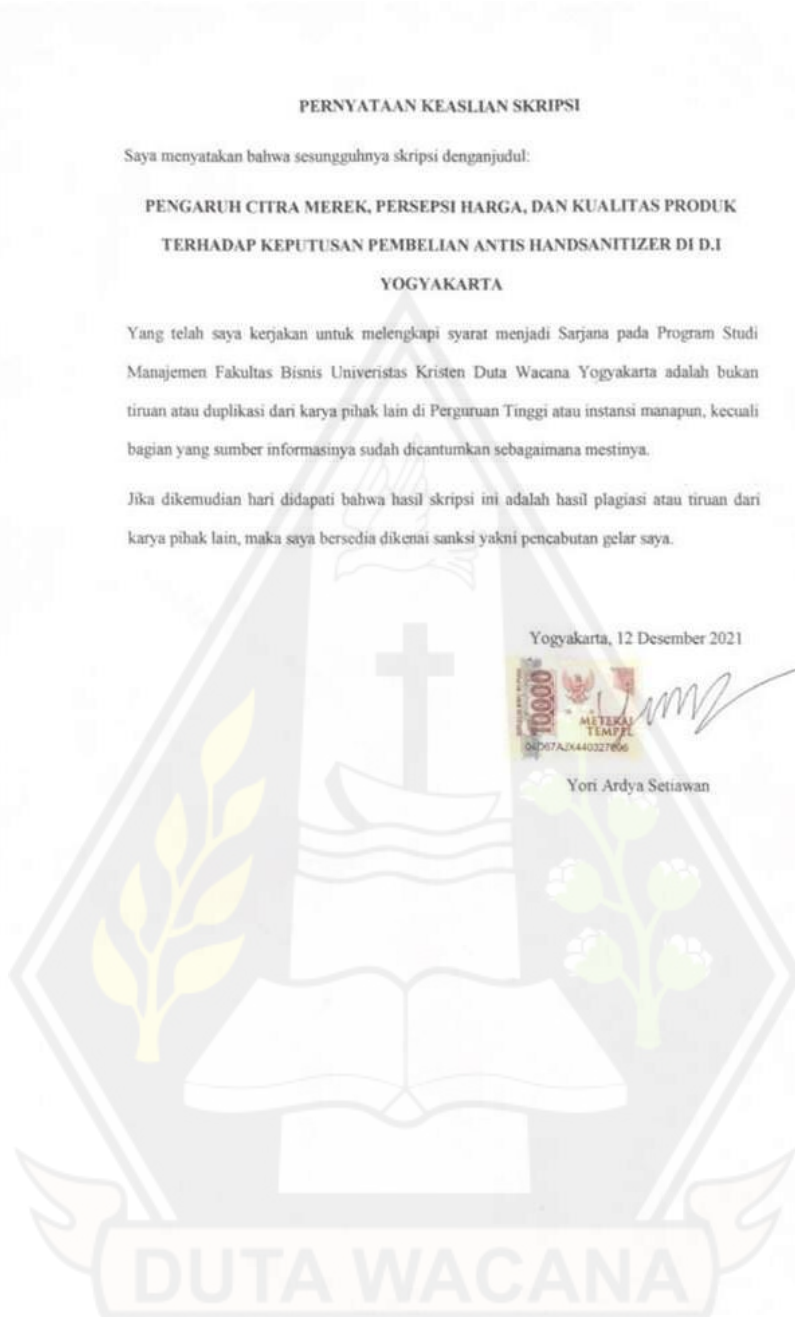 PERNYATAAN KEASLIAN SKRIPSI
Saya menyatakan bahwa sesungguhnya skripsi denganjudul:
PENGARUH CITRA MEREK, PERSEPSI HARGA, DAN KUALITAS PRODUK
TERHADAP KEPUTUSAN PEMBELIAN ANTIS HANDSANITIZER DI D.I
YOGYAKARTA
Yang telah saya kerjakan untuk melengkapi syarat menjadi Sarjana pada Program Studi
Manajemen Fakultas Bisnis Univeristas Kristen Duta Wacana Yogyakarta adalah bukan
tiruan atau duplikasi dari karya pihak lain di Perguruan Tinggi atau instansi manapun, kecuali
bagian yang sumber informasinya sudah dicantumkan sebagaimana mestinya.
Jika dikemudian hari didapati bahwa hasil skripsi ini adalah hasil plagiasi atau tiruan dari
karya pihak lain, maka saya bersedia dikenai sanksi yakni pencabutan gelar saya.
Yogyakarta, 12 Desember 2021
10000
METERAI
TEMPEL
Yori Ardya Setiawan
DUTA WACANA